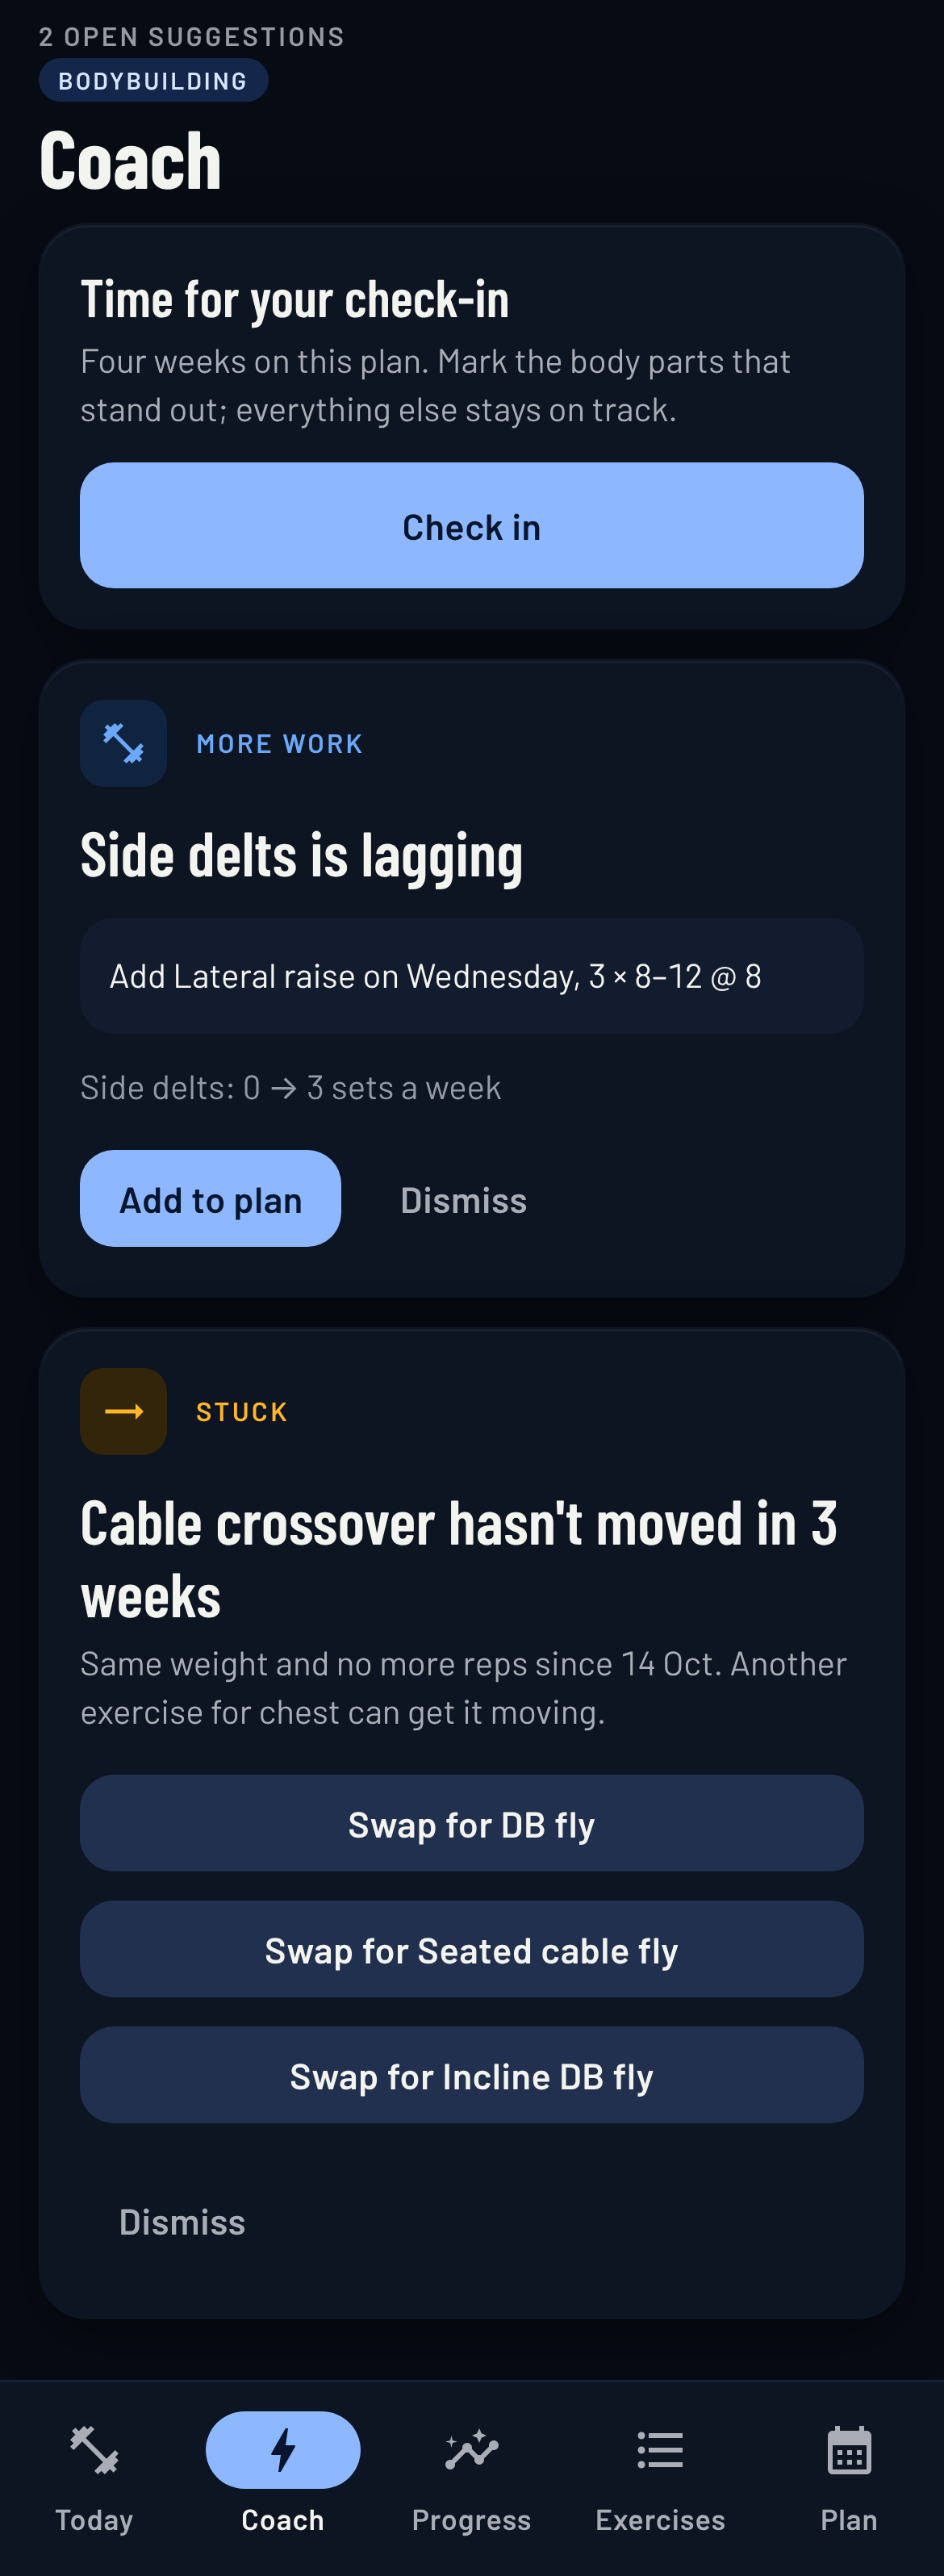 2 OPEN SUGGESTIONS
BODYBUILDING
Coach
Time for your check-in
Four weeks on this plan. Mark the body parts that
stand out; everything else stays on track.
Check in
MORE WORK
Side delts is lagging
Add Lateral raise on Wednesday, 3 × 8–12 @ 8
Side delts: 0 → 3 sets a week
Add to plan
Dismiss
STUCK
Cable crossover hasn't moved in 3
weeks
Same weight and no more reps since 14 Oct. Another
exercise for chest can get it moving.
Swap for DB fly
Swap for Seated cable fly
Swap for Incline DB fly
Dismiss
Today
Coach
Progress
Exercises
Plan